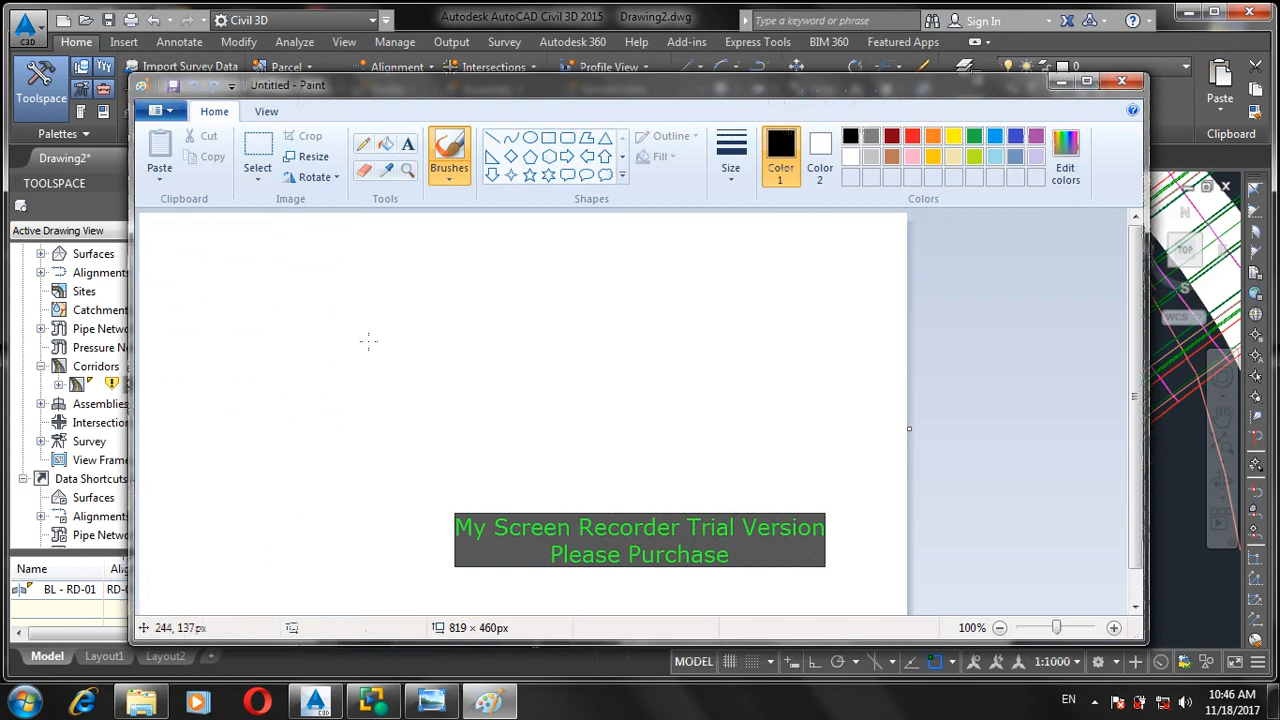 Civil 3D
Autodesk AutoCAD Civil 3D 2015 Drawing2.dwg
Type a keyword or phrase
Sign In
C3D
Home Insert Annotate Modify Analyze View Manage Output Survey Autodesk 360 Help Add-ins Express Tools BIM 360 Featured Apps
Toolspace
Import Survey Data
Parcel
Alignment
Intersections
Profile View
0
Paste
Palettes
Clipboard
Untitled - Paint
Home View
Paste
Cut
Copy
Clipboard
Select
Crop
Resize
Rotate
Image
A
Tools
Brushes
Shapes
Outline
Fill
Size
Color 1
Color 2
Edit colors
Colors
Drawing2*
TOOLSPACE
Active Drawing View
Surfaces
Alignments
Sites
Catchment
Pipe Netw
Pressure N
Corridors
Assemblies
Intersection
Survey
View Frame
Data Shortcuts
Surfaces
Alignments
Pipe Netw
Name
BL - RD-01
N
TOP
S
WCS
My Screen Recorder Trial Version
Please Purchase
244, 137px
819 × 460px
100%
Model Layout1 Layout2 +
MODEL
1:1000
EN
10:46 AM
11/18/2017